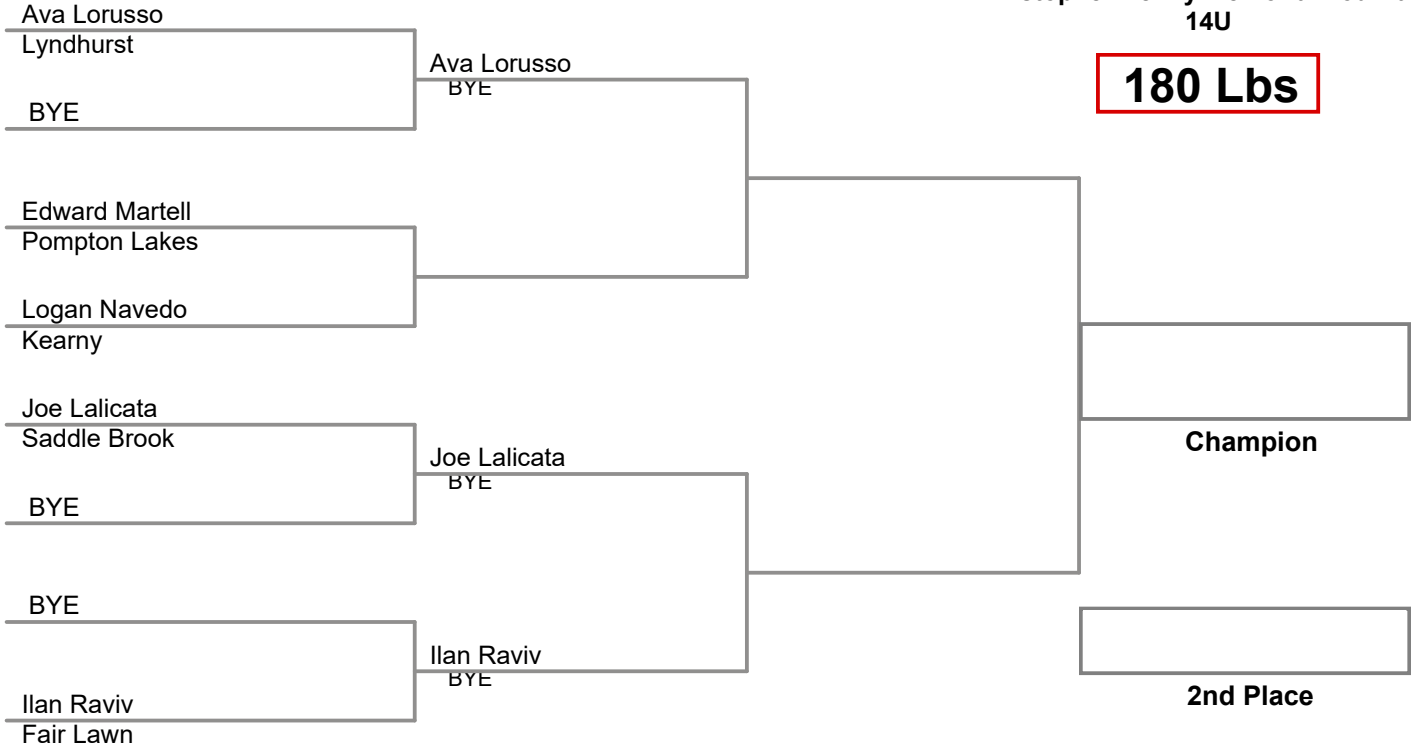 14U
180 Lbs
Ava Lorusso
Lyndhurst
BYE
Ava Lorusso
BYE
Edward Martell
Pompton Lakes
Logan Navedo
Kearny
Joe Lalicata
Saddle Brook
BYE
Joe Lalicata
BYE
BYE
Ilan Raviv
Fair Lawn
Ilan Raviv
BYE
Champion
2nd Place